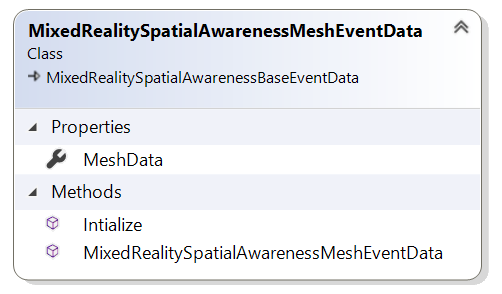 MixedRealitySpatialAwarenessMeshEventData
Class
MixedRealitySpatialAwarenessBaseEventData
Properties
MeshData
Methods
Intialize
MixedRealitySpatialAwarenessMeshEventData